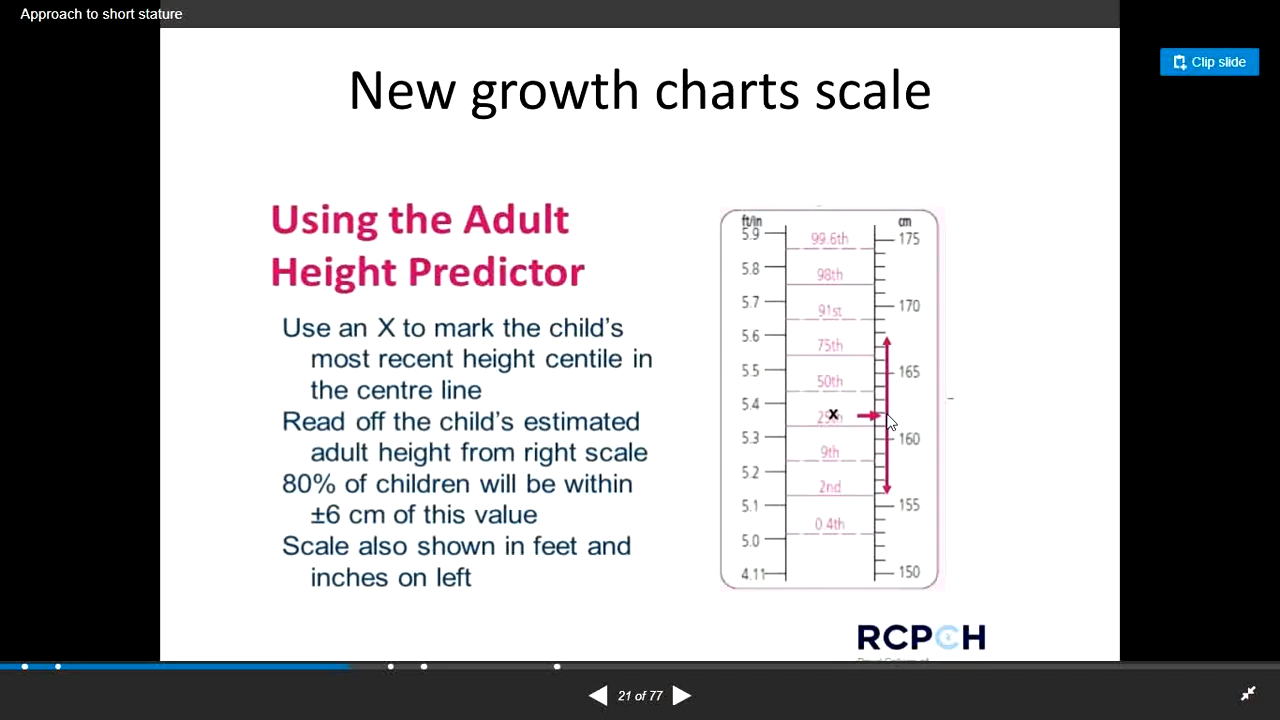 Approach to short stature
Clip slide
New growth charts scale
Using the Adult
Height Predictor
Use an X to mark the child's
most recent height centile in
the centre line
Read off the child's estimated
adult height from right scale
80% of children will be within
±6 cm of this value
Scale also shown in feet and
inches on left
ft/in
cm
5.9
99.6th
175
5.8
98th
5.7
91st
170
5.6
75th
5.5
50th
165
5.4
x
5.3
9th
160
5.2
2nd
5.1
155
5.0
0.4th
4.11
150
RCPCH
21 of 77